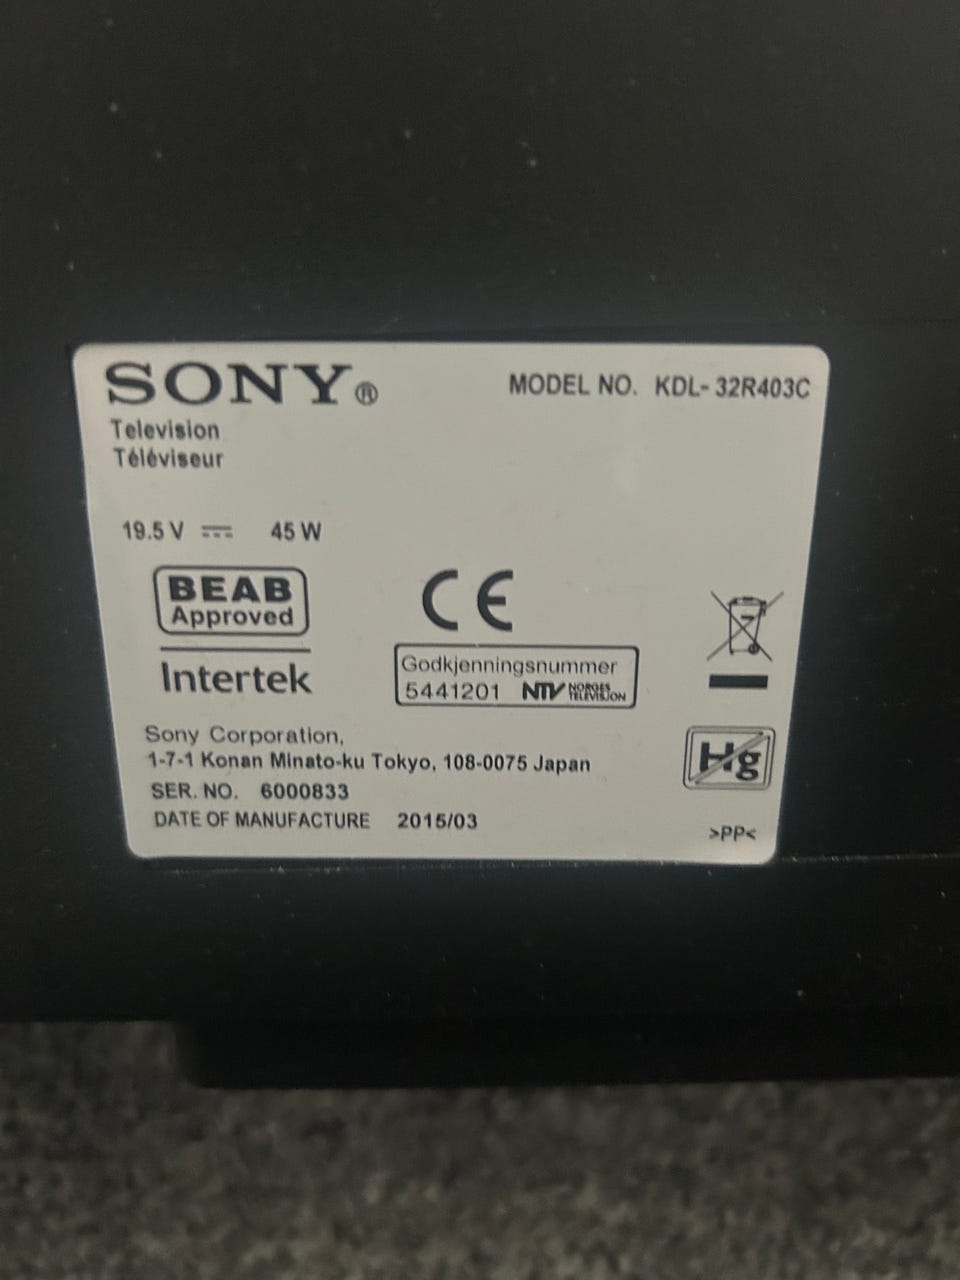 SONY®
MODEL NO. KDL-32R403C
Television
Téléviseur
19.5 V ⎓ 45 W
BEAB
Approved
Intertek
CE
Godkjenningsnummer
5441201 NTV NORGES TELEVISJON
Sony Corporation,
1-7-1 Konan Minato-ku Tokyo, 108-0075 Japan
SER. NO. 6000833
DATE OF MANUFACTURE 2015/03
Hg
>PP<